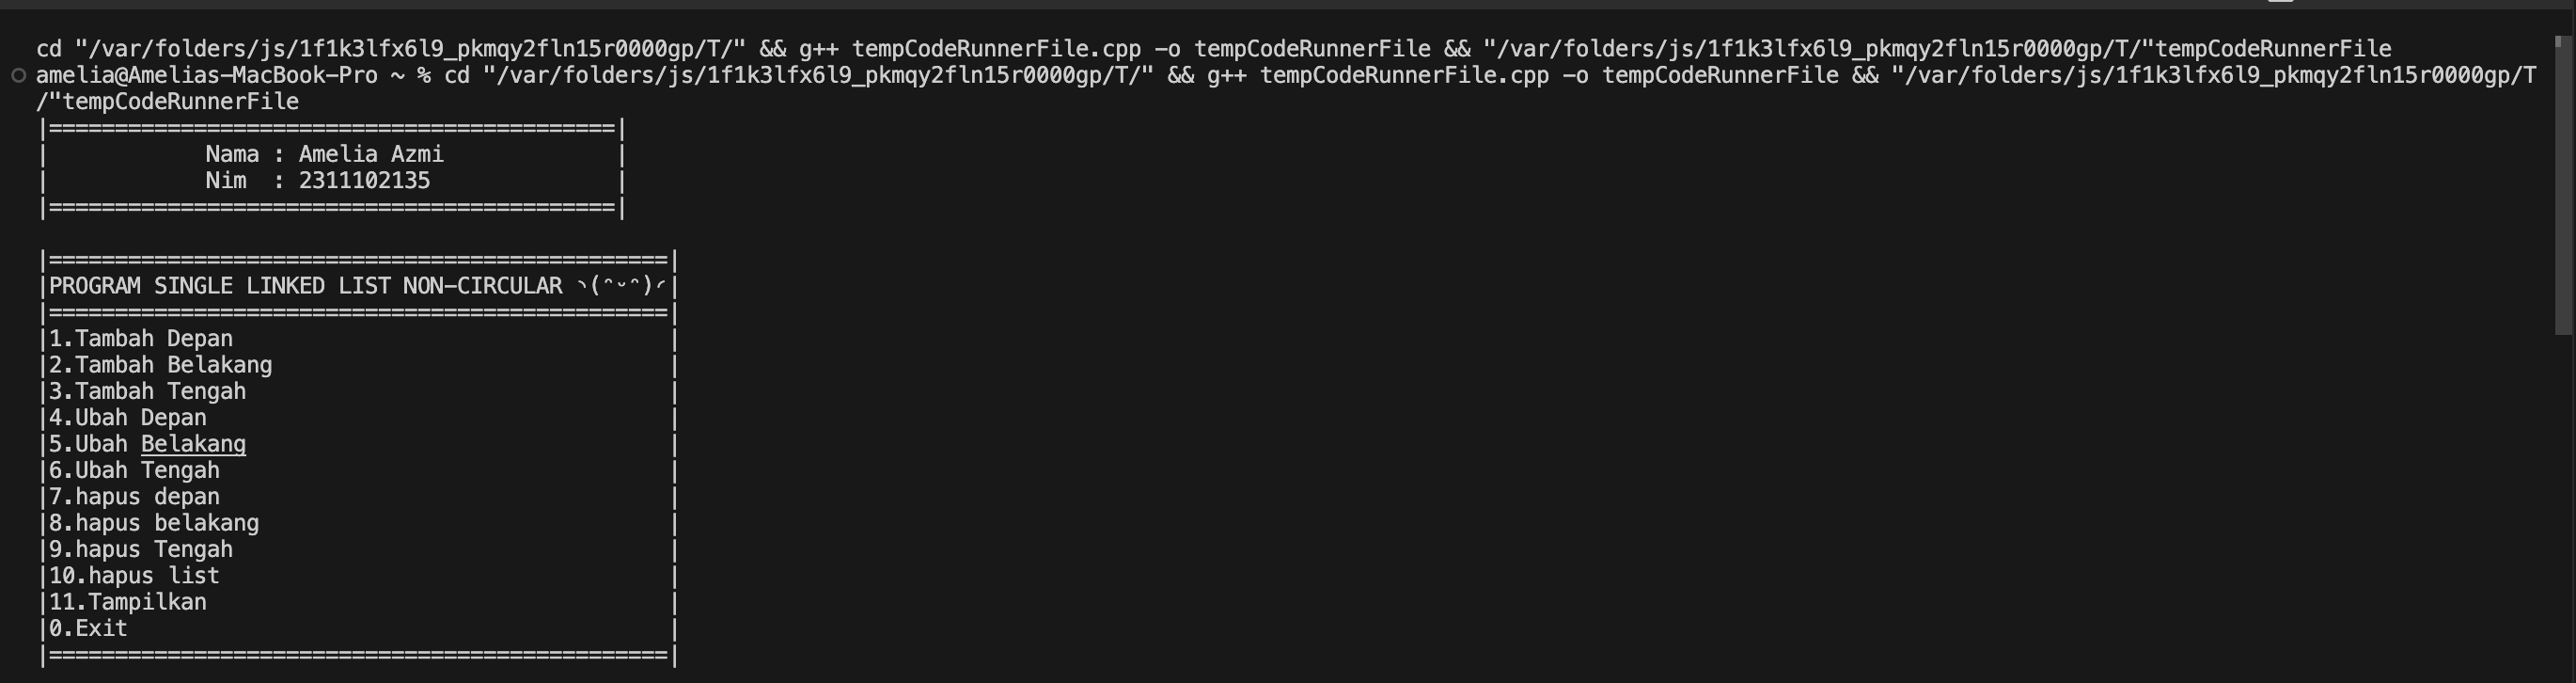 cd "/var/folders/js/1f1k3lfx6l9_pkmqy2fln15r0000gp/T/" && g++ tempCodeRunnerFile.cpp -o tempCodeRunnerFile && "/var/folders/js/1f1k3lfx6l9_pkmqy2fln15r0000gp/T/"tempCodeRunnerFile
amelia@Amelias-MacBook-Pro ~ % cd "/var/folders/js/1f1k3lfx6l9_pkmqy2fln15r0000gp/T/" && g++ tempCodeRunnerFile.cpp -o tempCodeRunnerFile && "/var/folders/js/1f1k3lfx6l9_pkmqy2fln15r0000gp/T
/"tempCodeRunnerFile
|===========================================|
|            Nama : Amelia Azmi             |
|            Nim  : 2311102135              |
|===========================================|
|===============================================|
|PROGRAM SINGLE LINKED LIST NON-CIRCULAR ◝(ᵔᵕᵔ)◜|
|===============================================|
|1.Tambah Depan                                 |
|2.Tambah Belakang                              |
|3.Tambah Tengah                                |
|4.Ubah Depan                                   |
|5.Ubah Belakang                                |
|6.Ubah Tengah                                  |
|7.hapus depan                                  |
|8.hapus belakang                               |
|9.hapus Tengah                                 |
|10.hapus list                                  |
|11.Tampilkan                                   |
|0.Exit                                         |
|===============================================|